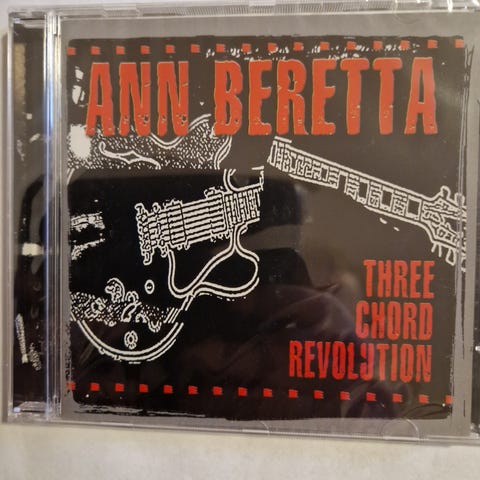 ANN BERETTA
THREE
CHORD
REVOLUTION